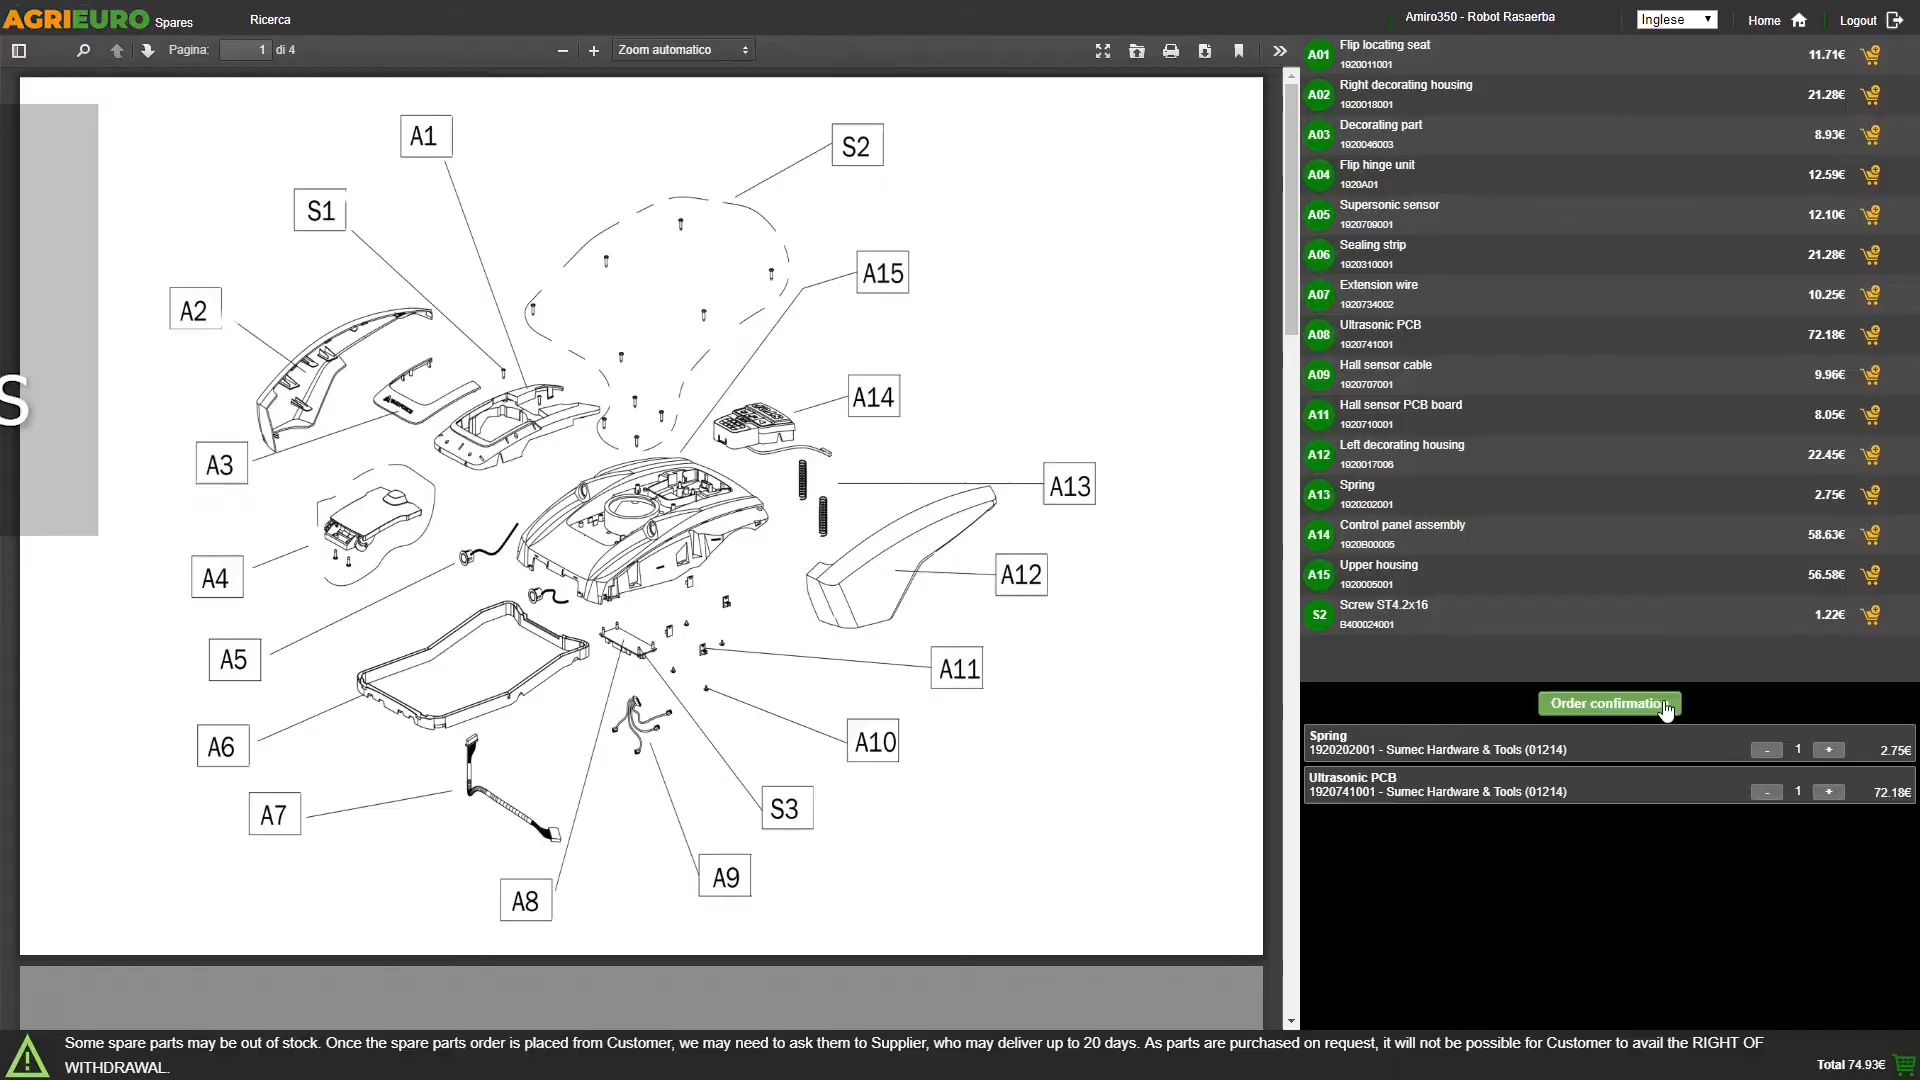 AGRIEURO Spares
Ricerca
Amiro350 - Robot Rasaerba
Inglese
Home
Logout
Pagina: 1 di 4
Zoom automatico
A1
S2
S1
A15
A2
A14
A3
A13
A4
A12
A5
A11
A6
A10
A7
S3
A9
A8
S
A01 Flip locating seat 11.71€
1920011001
A02 Right decorating housing 21.28€
1920018001
A03 Decorating part 8.93€
1920046003
A04 Flip hinge unit 12.59€
1920A01
A05 Supersonic sensor 12.10€
1920709001
A06 Sealing strip 21.28€
1920310001
A07 Extension wire 10.25€
1920734002
A08 Ultrasonic PCB 72.18€
1920741001
A09 Hall sensor cable 9.96€
1920707001
A11 Hall sensor PCB board 8.05€
1920710001
A12 Left decorating housing 22.45€
1920017006
A13 Spring 2.75€
1920202001
A14 Control panel assembly 58.63€
1920B00005
A15 Upper housing 56.58€
1920005001
S2 Screw ST4.2x16 1.22€
B400024001
Order confirmation
Spring
1920202001 - Sumec Hardware & Tools (01214) - 1 + 2.75€
Ultrasonic PCB
1920741001 - Sumec Hardware & Tools (01214) - 1 + 72.18€
Some spare parts may be out of stock. Once the spare parts order is placed from Customer, we may need to ask them to Supplier, who may deliver up to 20 days. As parts are purchased on request, it will not be possible for Customer to avail the RIGHT OF
WITHDRAWAL.
Total 74.93€